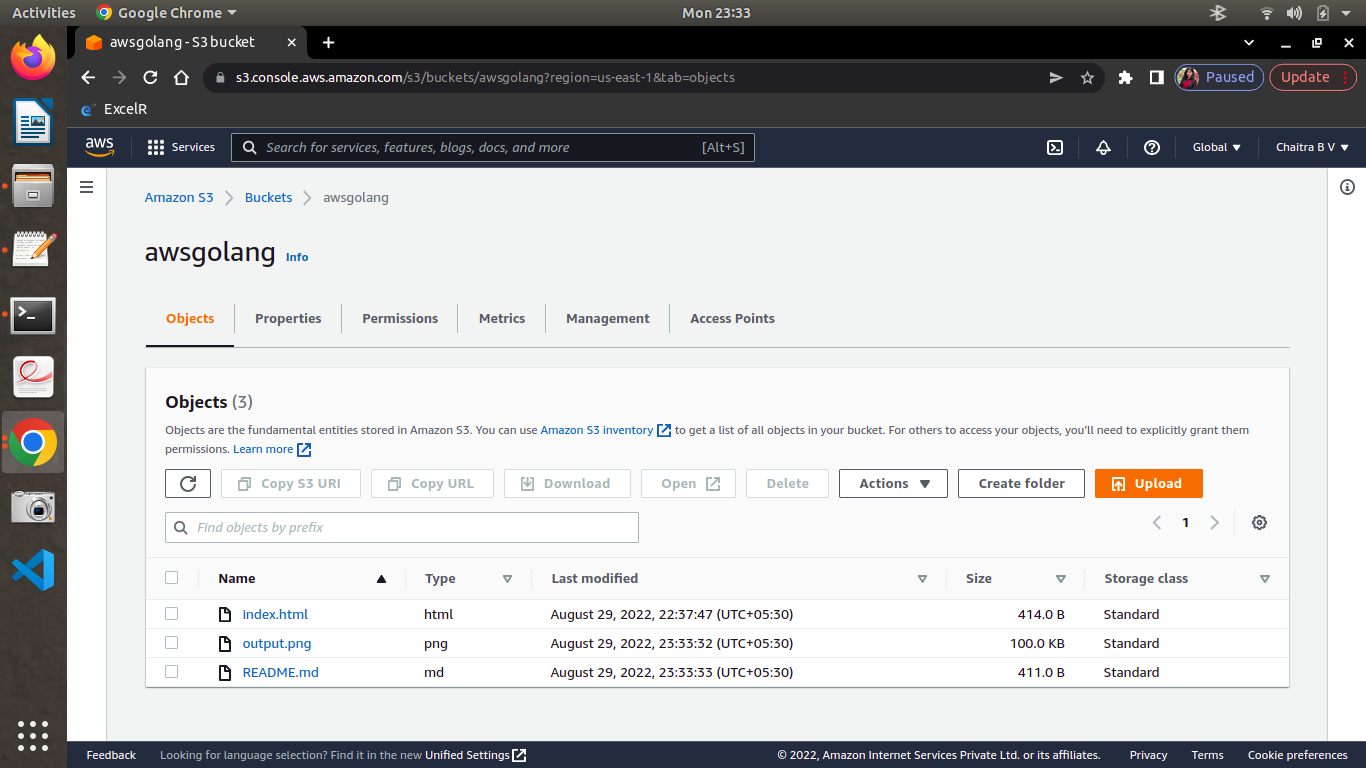 Activities Google Chrome Mon 23:33
awsgolang - S3 bucket
s3.console.aws.amazon.com/s3/buckets/awsgolang?region=us-east-1&tab=objects Paused Update
ExcelR
aws Services Search for services, features, blogs, docs, and more [Alt+S] Global Chaitra B V
Amazon S3 Buckets awsgolang
awsgolang Info
Objects Properties Permissions Metrics Management Access Points
Objects (3)
Objects are the fundamental entities stored in Amazon S3. You can use Amazon S3 inventory to get a list of all objects in your bucket. For others to access your objects, you'll need to explicitly grant them
permissions. Learn more
Copy S3 URI Copy URL Download Open Delete Actions Create folder Upload
Find objects by prefix 1
Name Type Last modified Size Storage class
index.html html August 29, 2022, 22:37:47 (UTC+05:30) 414.0 B Standard
output.png png August 29, 2022, 23:33:32 (UTC+05:30) 100.0 KB Standard
README.md md August 29, 2022, 23:33:33 (UTC+05:30) 411.0 B Standard
Feedback Looking for language selection? Find it in the new Unified Settings © 2022, Amazon Internet Services Private Ltd. or its affiliates. Privacy Terms Cookie preferences